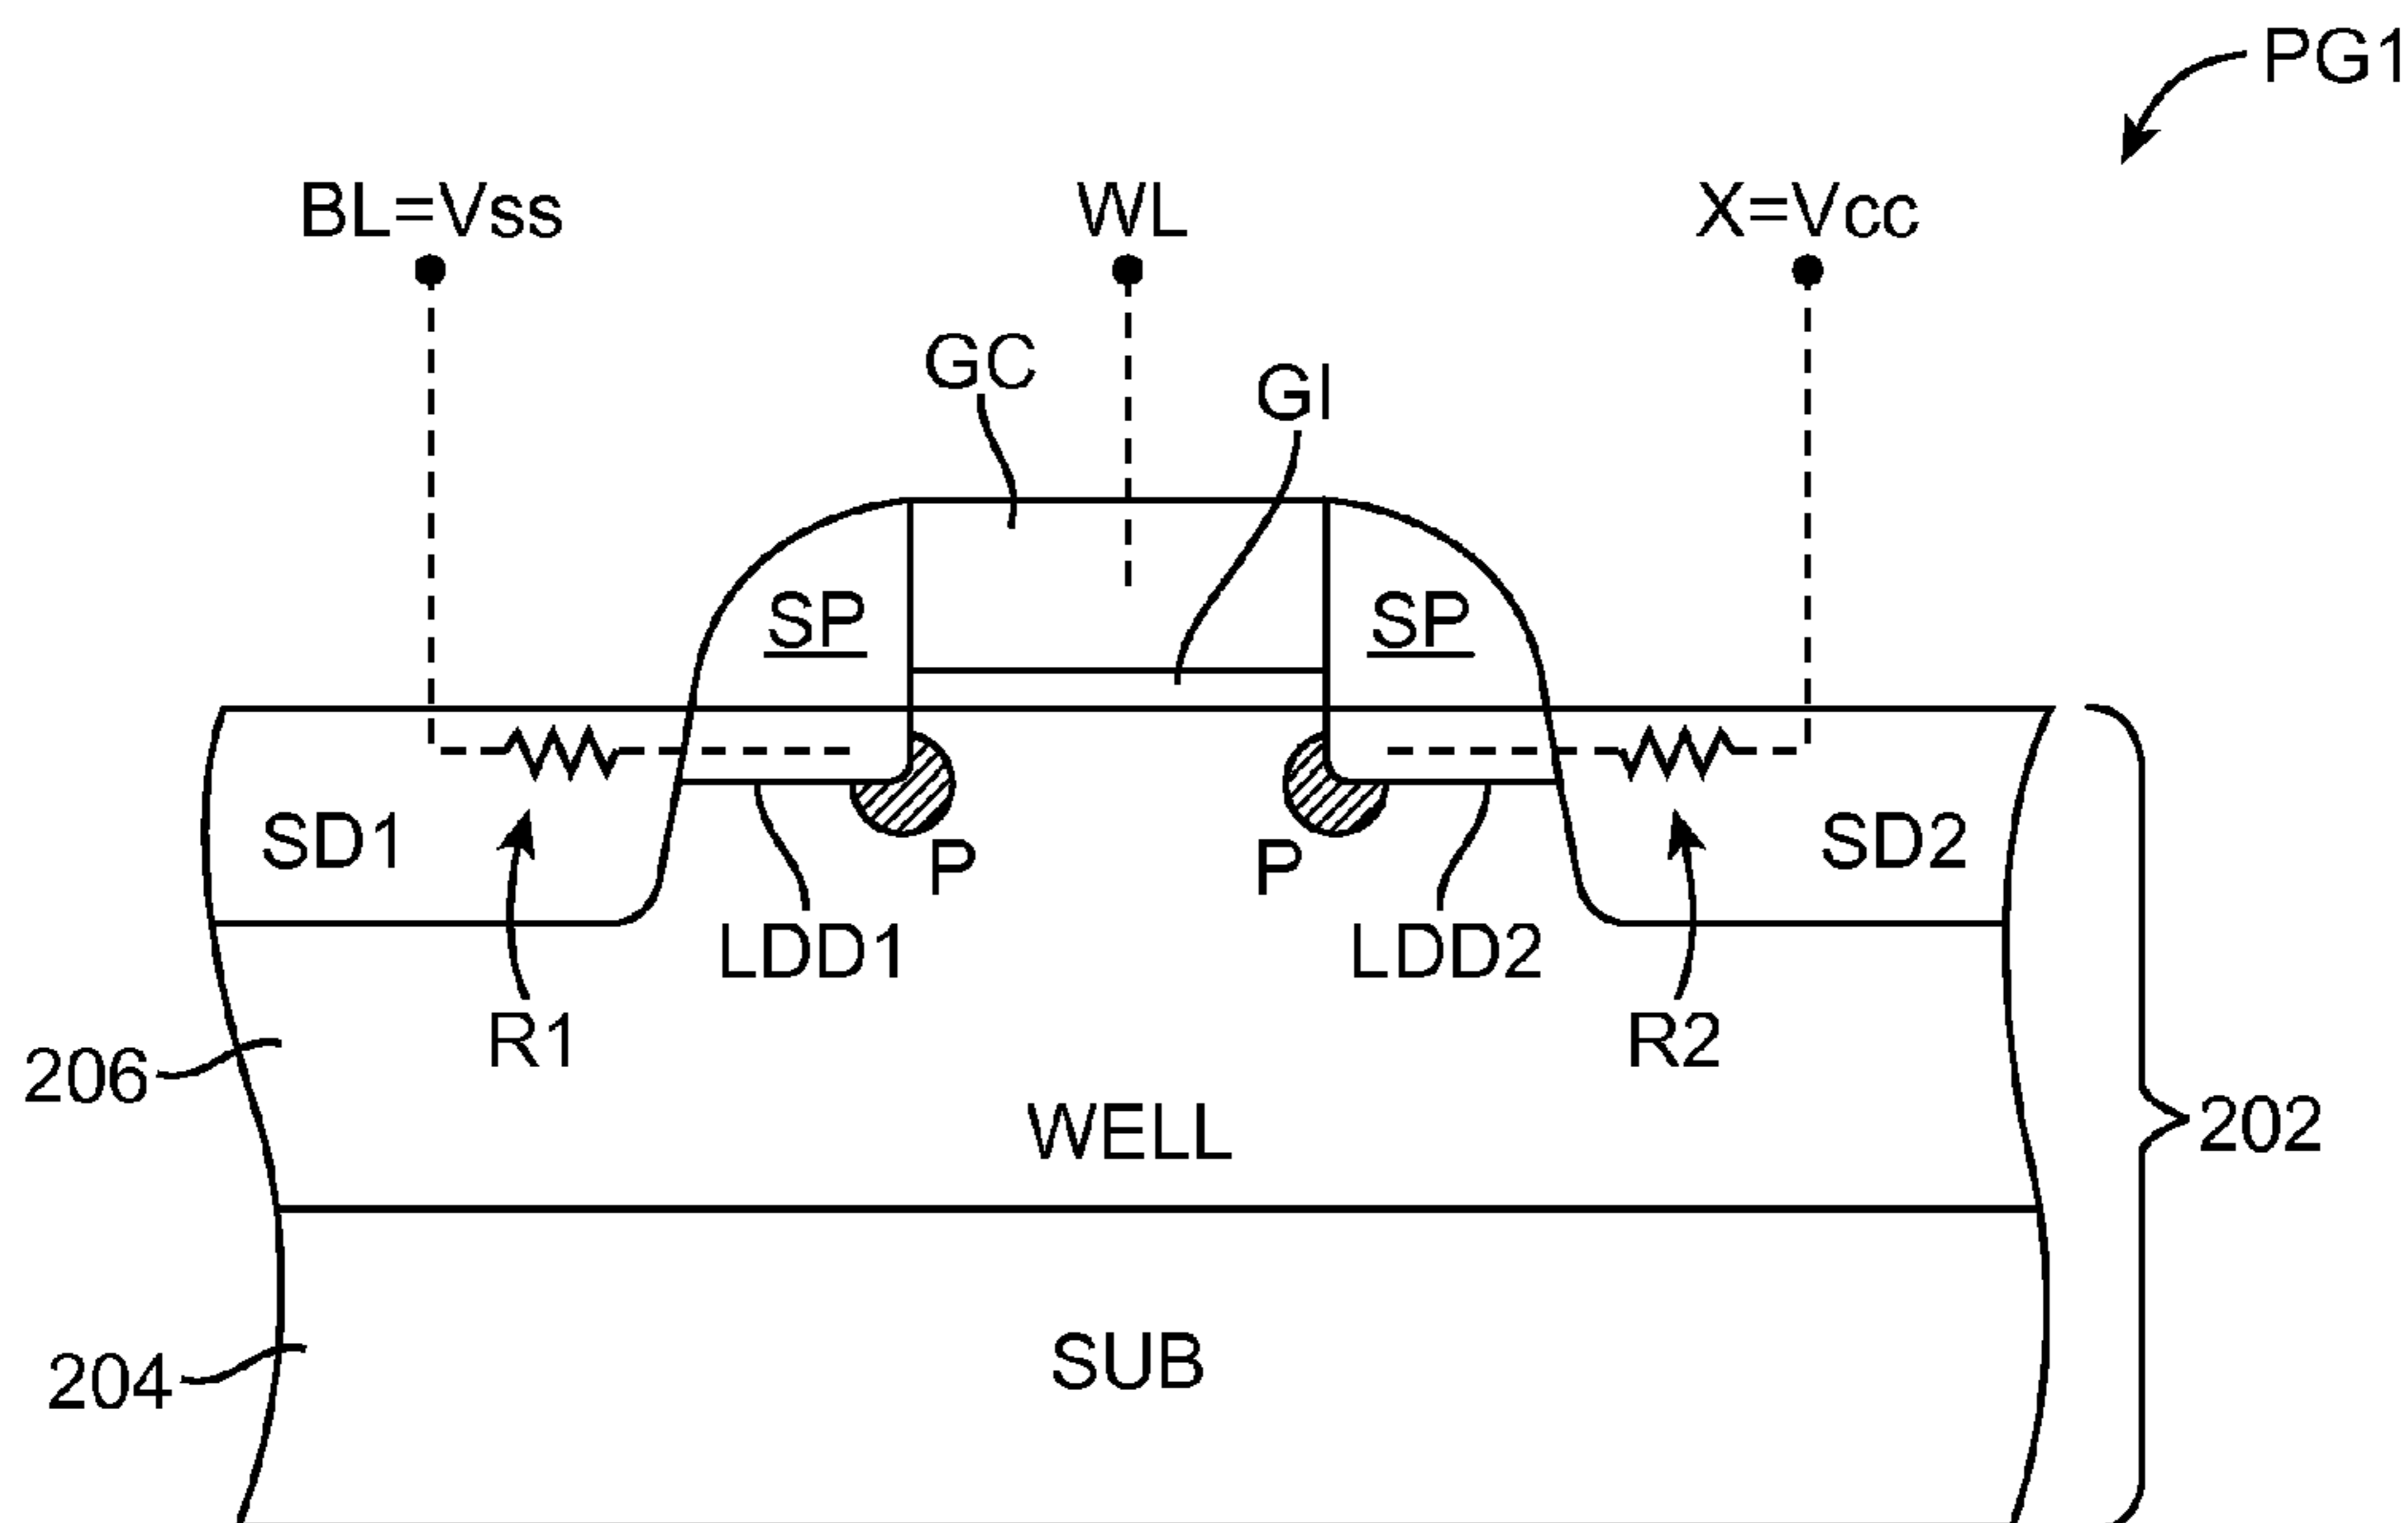 PG1
BL=Vss
WL
X=Vcc
GC
GI
SP
SP
SD1
SD2
P
P
LDD1
LDD2
R1
R2
206
202
WELL
204
SUB